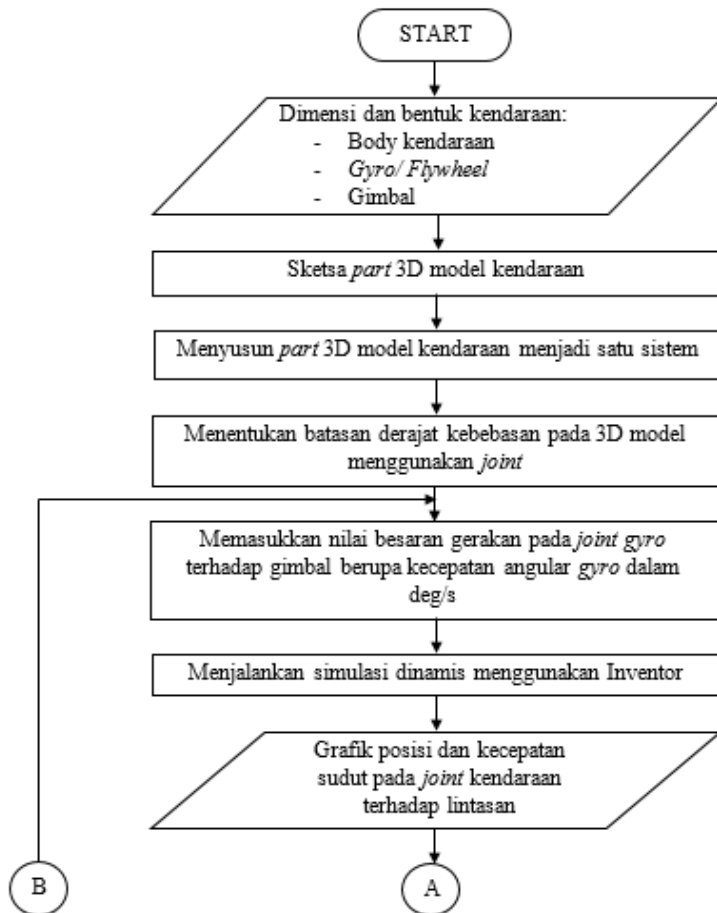 START
Dimensi dan bentuk kendaraan:
- Body kendaraan
- Gyro/ Flywheel
- Gimbal
Sketsa part 3D model kendaraan
Menyusun part 3D model kendaraan menjadi satu sistem
Menentukan batasan derajat kebebasan pada 3D model
menggunakan joint
Memasukkan nilai besaran gerakan pada joint gyro
terhadap gimbal berupa kecepatan angular gyro dalam
deg/s
Menjalankan simulasi dinamis menggunakan Inventor
Grafik posisi dan kecepatan
sudut pada joint kendaraan
terhadap lintasan
B
A